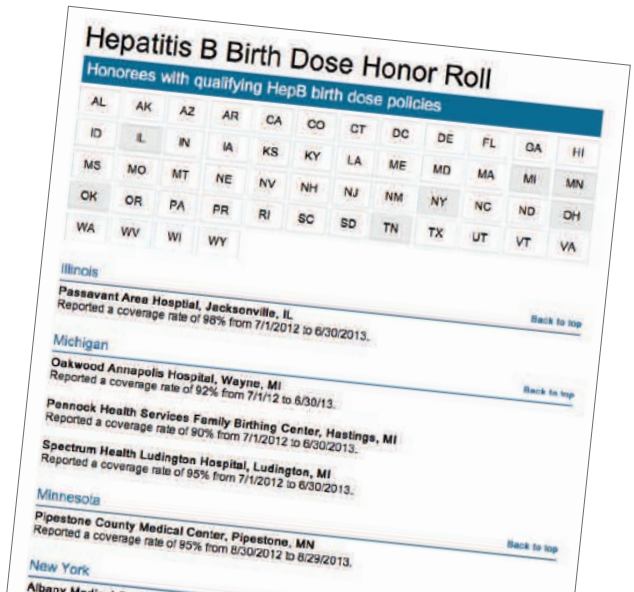 Hepatitis B Birth Dose Honor Roll
Honorees with qualifying HepB birth dose policies
AL AK AZ AR CA CO CT DC DE FL GA HI
ID IL IN IA KS KY LA ME MD MA MI MN
MS MO MT NE NV NH NJ NM NY NC ND OH
OK OR PA PR RI SC SD TN TX UT VT VA
WA WV WI WY
Illinois
Back to top
Passavant Area Hosptial, Jacksonville, IL
Reported a coverage rate of 98% from 7/1/2012 to 6/30/2013.
Michigan
Back to top
Oakwood Annapolis Hospital, Wayne, MI
Reported a coverage rate of 92% from 7/1/12 to 6/30/13.
Pennock Health Services Family Birthing Center, Hastings, MI
Reported a coverage rate of 90% from 7/1/2012 to 6/30/2013.
Spectrum Health Ludington Hospital, Ludington, MI
Reported a coverage rate of 95% from 7/1/2012 to 6/30/2013.
Minnesota
Back to top
Pipestone County Medical Center, Pipestone, MN
Reported a coverage rate of 95% from 8/30/2012 to 8/29/2013.
New York
Albany